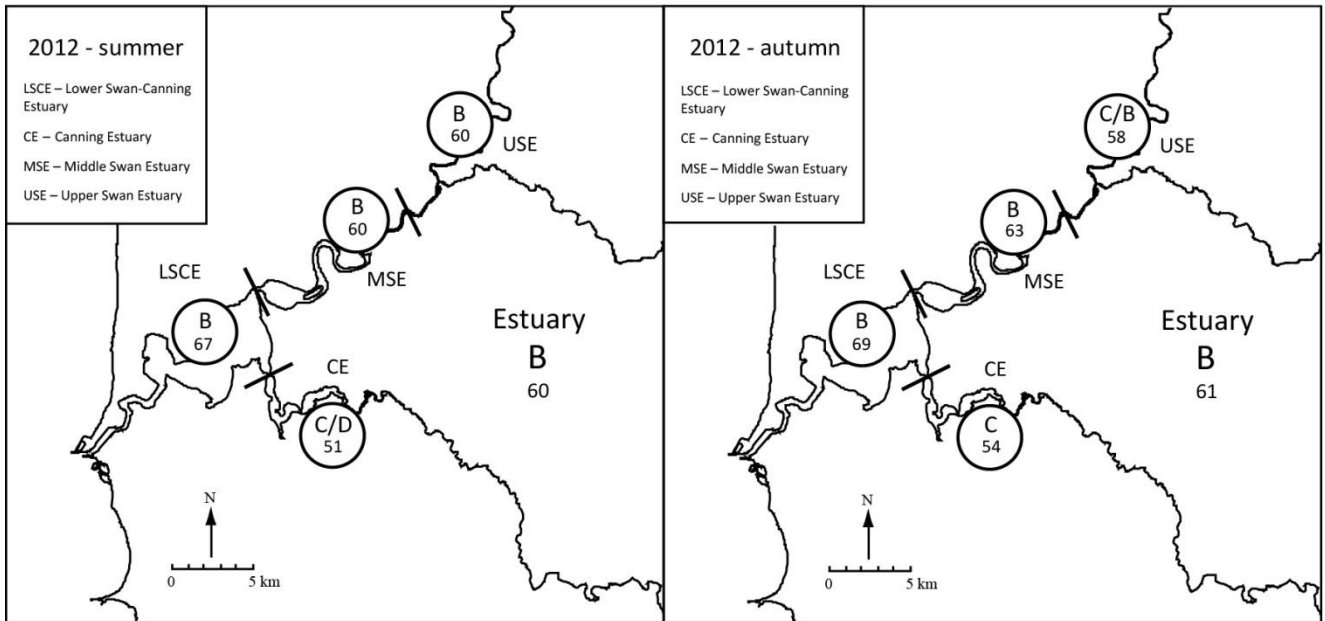 2012 - summer
LSCE – Lower Swan-Canning
Estuary
CE – Canning Estuary
MSE – Middle Swan Estuary
USE – Upper Swan Estuary
B
60
USE
B
60
MSE
LSCE
B
67
Estuary
B
60
CE
C/D
51
N
0 5 km
2012 - autumn
LSCE – Lower Swan-Canning
Estuary
CE – Canning Estuary
MSE – Middle Swan Estuary
USE – Upper Swan Estuary
C/B
58
USE
B
63
MSE
LSCE
B
69
Estuary
B
61
CE
C
54
N
0 5 km